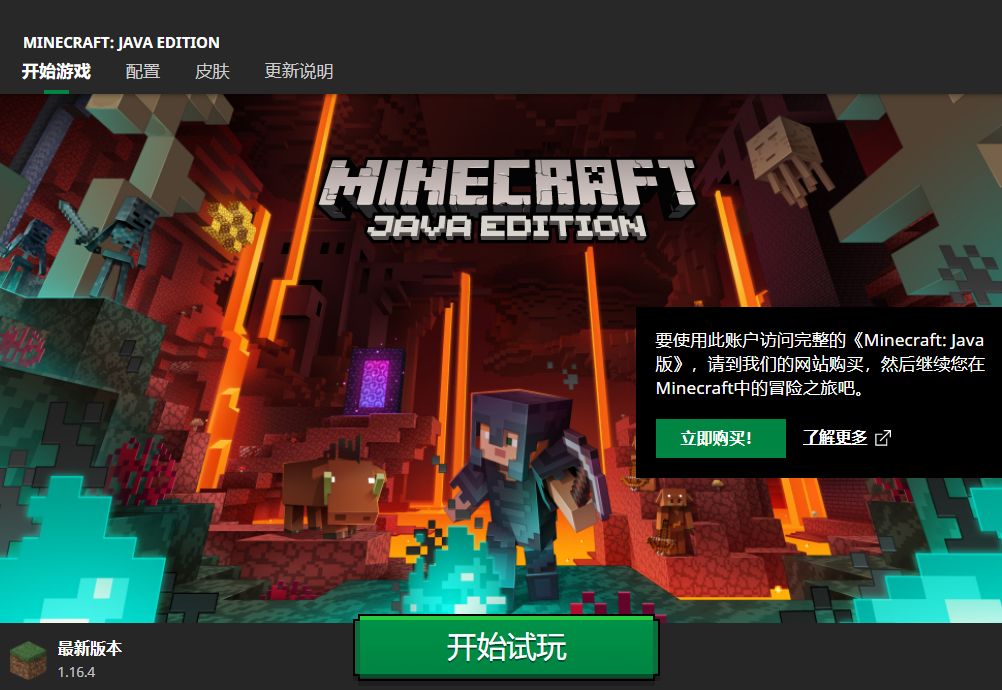 MINECRAFT: JAVA EDITION
开始游戏 配置 皮肤 更新说明
MINECRAFT
JAVA EDITION
要使用此账户访问完整的《Minecraft: Java
版》，请到我们的网站购买，然后继续您在
Minecraft中的冒险之旅吧。
立即购买! 了解更多
开始试玩
最新版本
1.16.4